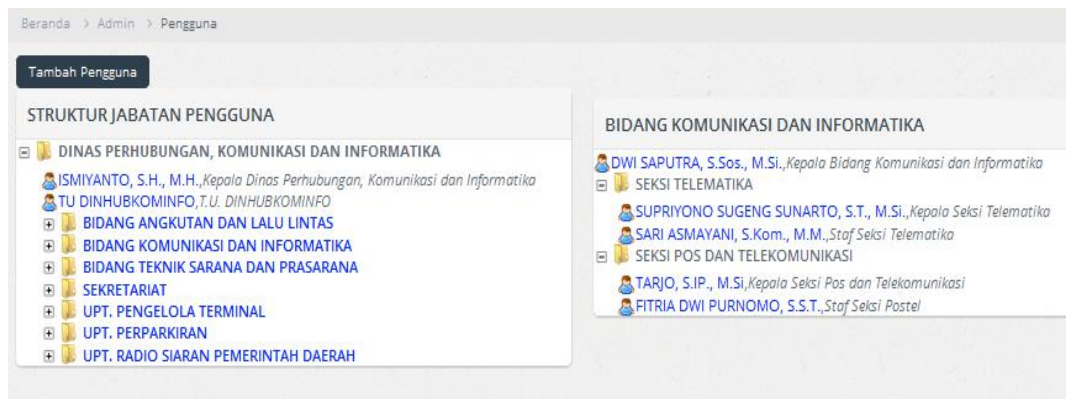 Beranda > Admin > Pengguna
Tambah Pengguna
STRUKTUR JABATAN PENGGUNA
DINAS PERHUBUNGAN, KOMUNIKASI DAN INFORMATIKA
ISMIYANTO, S.H., M.H.,Kepala Dinas Perhubungan, Komunikasi dan Informatika
TU DINHUBKOMINFO,T.U. DINHUBKOMINFO
BIDANG ANGKUTAN DAN LALU LINTAS
BIDANG KOMUNIKASI DAN INFORMATIKA
BIDANG TEKNIK SARANA DAN PRASARANA
SEKRETARIAT
UPT. PENGELOLA TERMINAL
UPT. PERPARKIRAN
UPT. RADIO SIARAN PEMERINTAH DAERAH
BIDANG KOMUNIKASI DAN INFORMATIKA
DWI SAPUTRA, S.Sos., M.Si.,Kepala Bidang Komunikasi dan Informatika
SEKSI TELEMATIKA
SUPRIYONO SUGENG SUNARTO, S.T., M.Si.,Kepala Seksi Telematika
SARI ASMAYANI, S.Kom., M.M.,Staf Seksi Telematika
SEKSI POS DAN TELEKOMUNIKASI
TARJO, S.IP., M.Si,Kepala Seksi Pos dan Telekomunikasi
FITRIA DWI PURNOMO, S.S.T.,Staf Seksi Postel